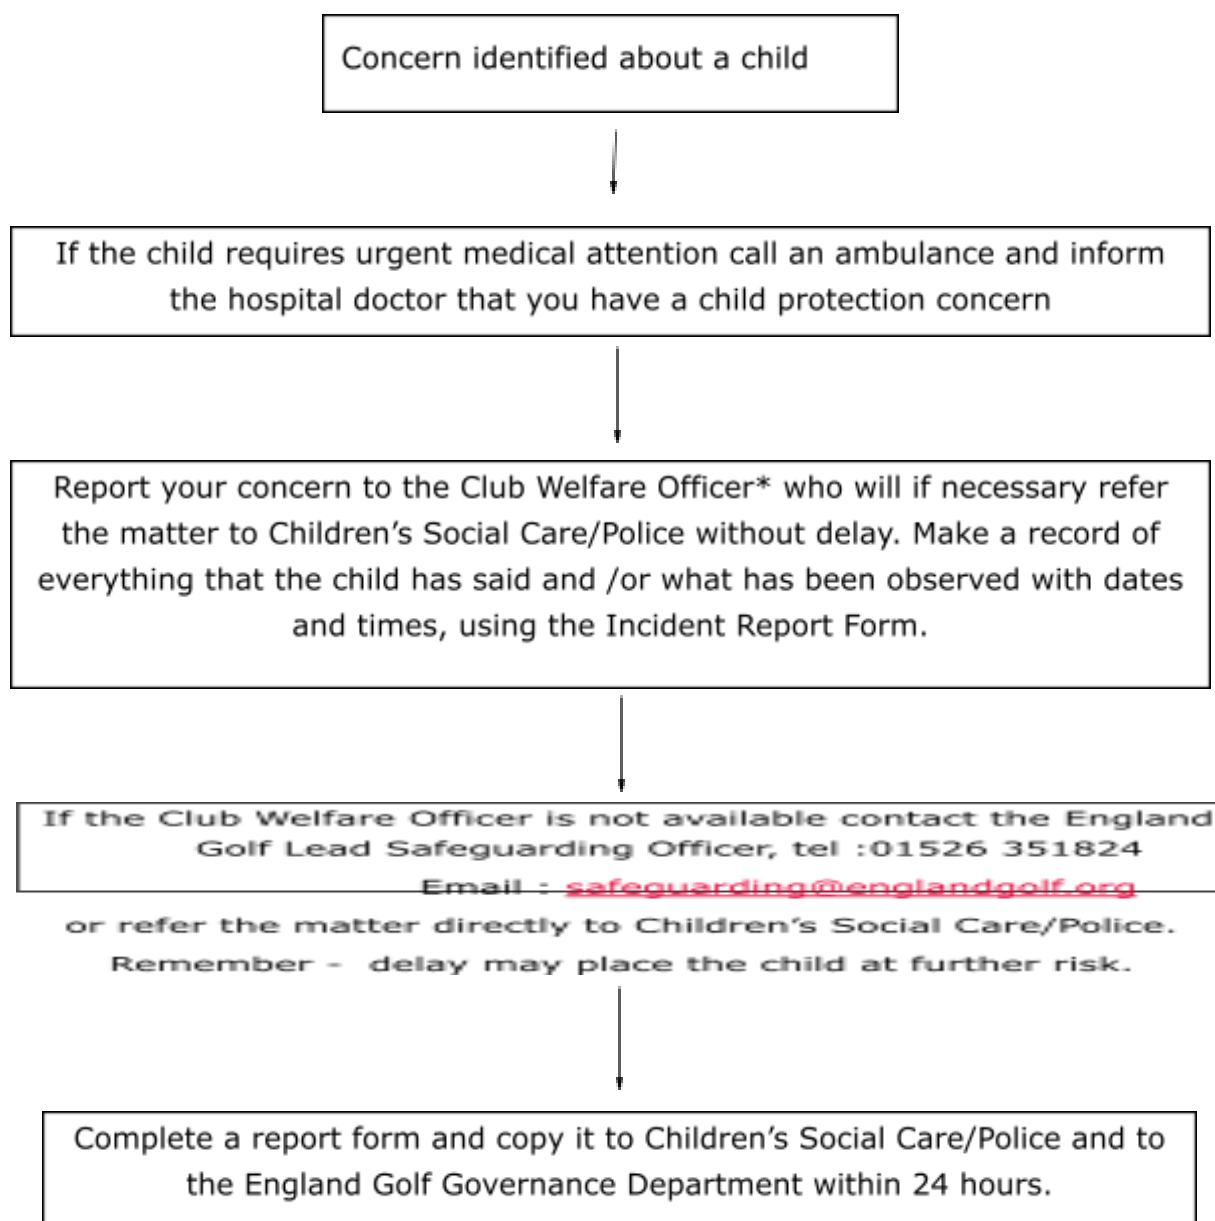 Concern identified about a child
If the child requires urgent medical attention call an ambulance and inform
the hospital doctor that you have a child protection concern
Report your concern to the Club Welfare Officer* who will if necessary refer
the matter to Children’s Social Care/Police without delay. Make a record of
everything that the child has said and /or what has been observed with dates
and times, using the Incident Report Form.
If the Club Welfare Officer is not available contact the England
Golf Lead Safeguarding Officer, tel :01526 351824
Email : safeguarding@englandgolf.org
or refer the matter directly to Children’s Social Care/Police.
Remember - delay may place the child at further risk.
Complete a report form and copy it to Children’s Social Care/Police and to
the England Golf Governance Department within 24 hours.